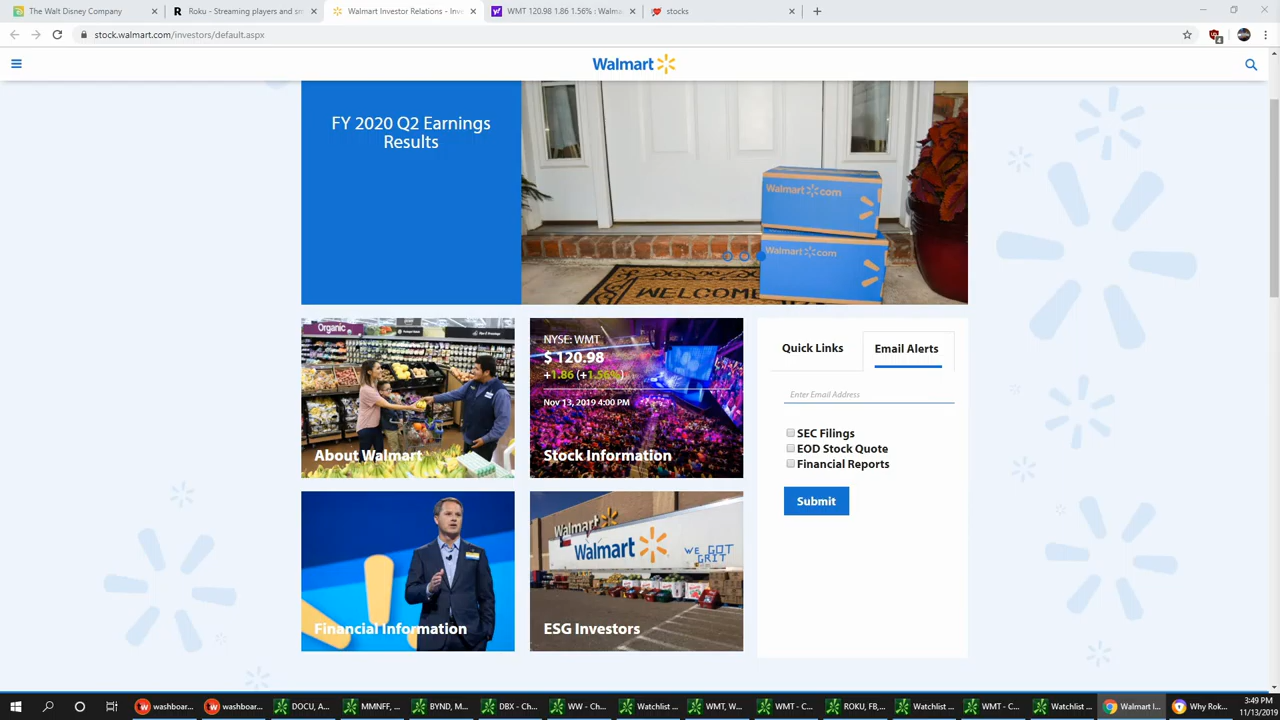 The Walt Disney Company
Roku - Streaming players and sm
Walmart Investor Relations - Inve
WMT 120.98 1.86 1.56% : Walma
stocks
stock.walmart.com/investors/default.aspx
Walmart
FY 2020 Q2 Earnings
Results
Walmart.com
Walmart.com
WELCOME
Organic
About Walmart
NYSE: WMT
$ 120.98
+1.86 (+1.56%)
Nov 13, 2019 4:00 PM
Stock Information
Quick Links
Email Alerts
Enter Email Address
SEC Filings
EOD Stock Quote
Financial Reports
Submit
Financial Information
Walmart
Walmart
WE GOT
GRIT
ESG Investors
washboar...
washboar...
DOCU, A...
MMNFF, ...
BYND, M...
DBX - Ch...
WW - Ch...
Watchlist ...
WMT, W...
WMT - C...
ROKU, FB,...
Watchlist ...
WMT - C...
Watchlist ...
Walmart I...
Why Rok...
3:49 PM
11/13/2019